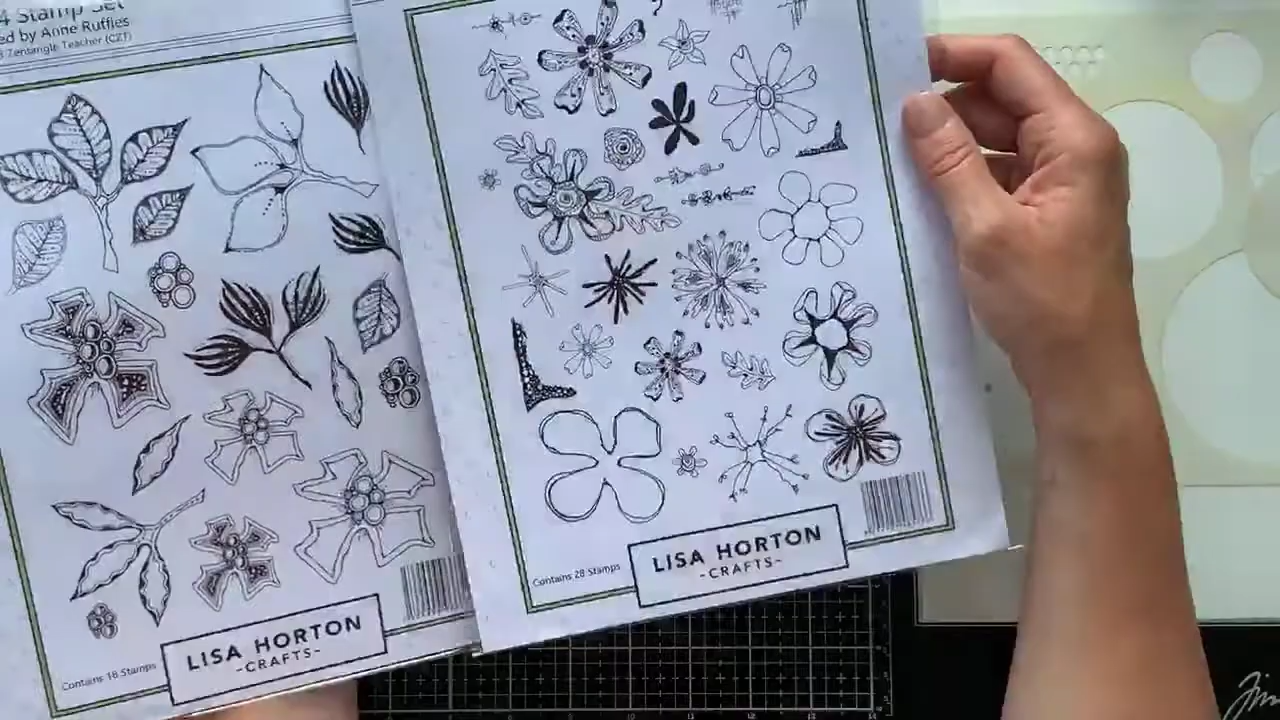 4 Stamp Set
ed by Anne Ruffles
Zentangle Teacher (CZT)
Contains 18 Stamps
LISA HORTON
-CRAFTS-
Contains 28 Stamps
LISA HORTON
-CRAFTS-
Tim